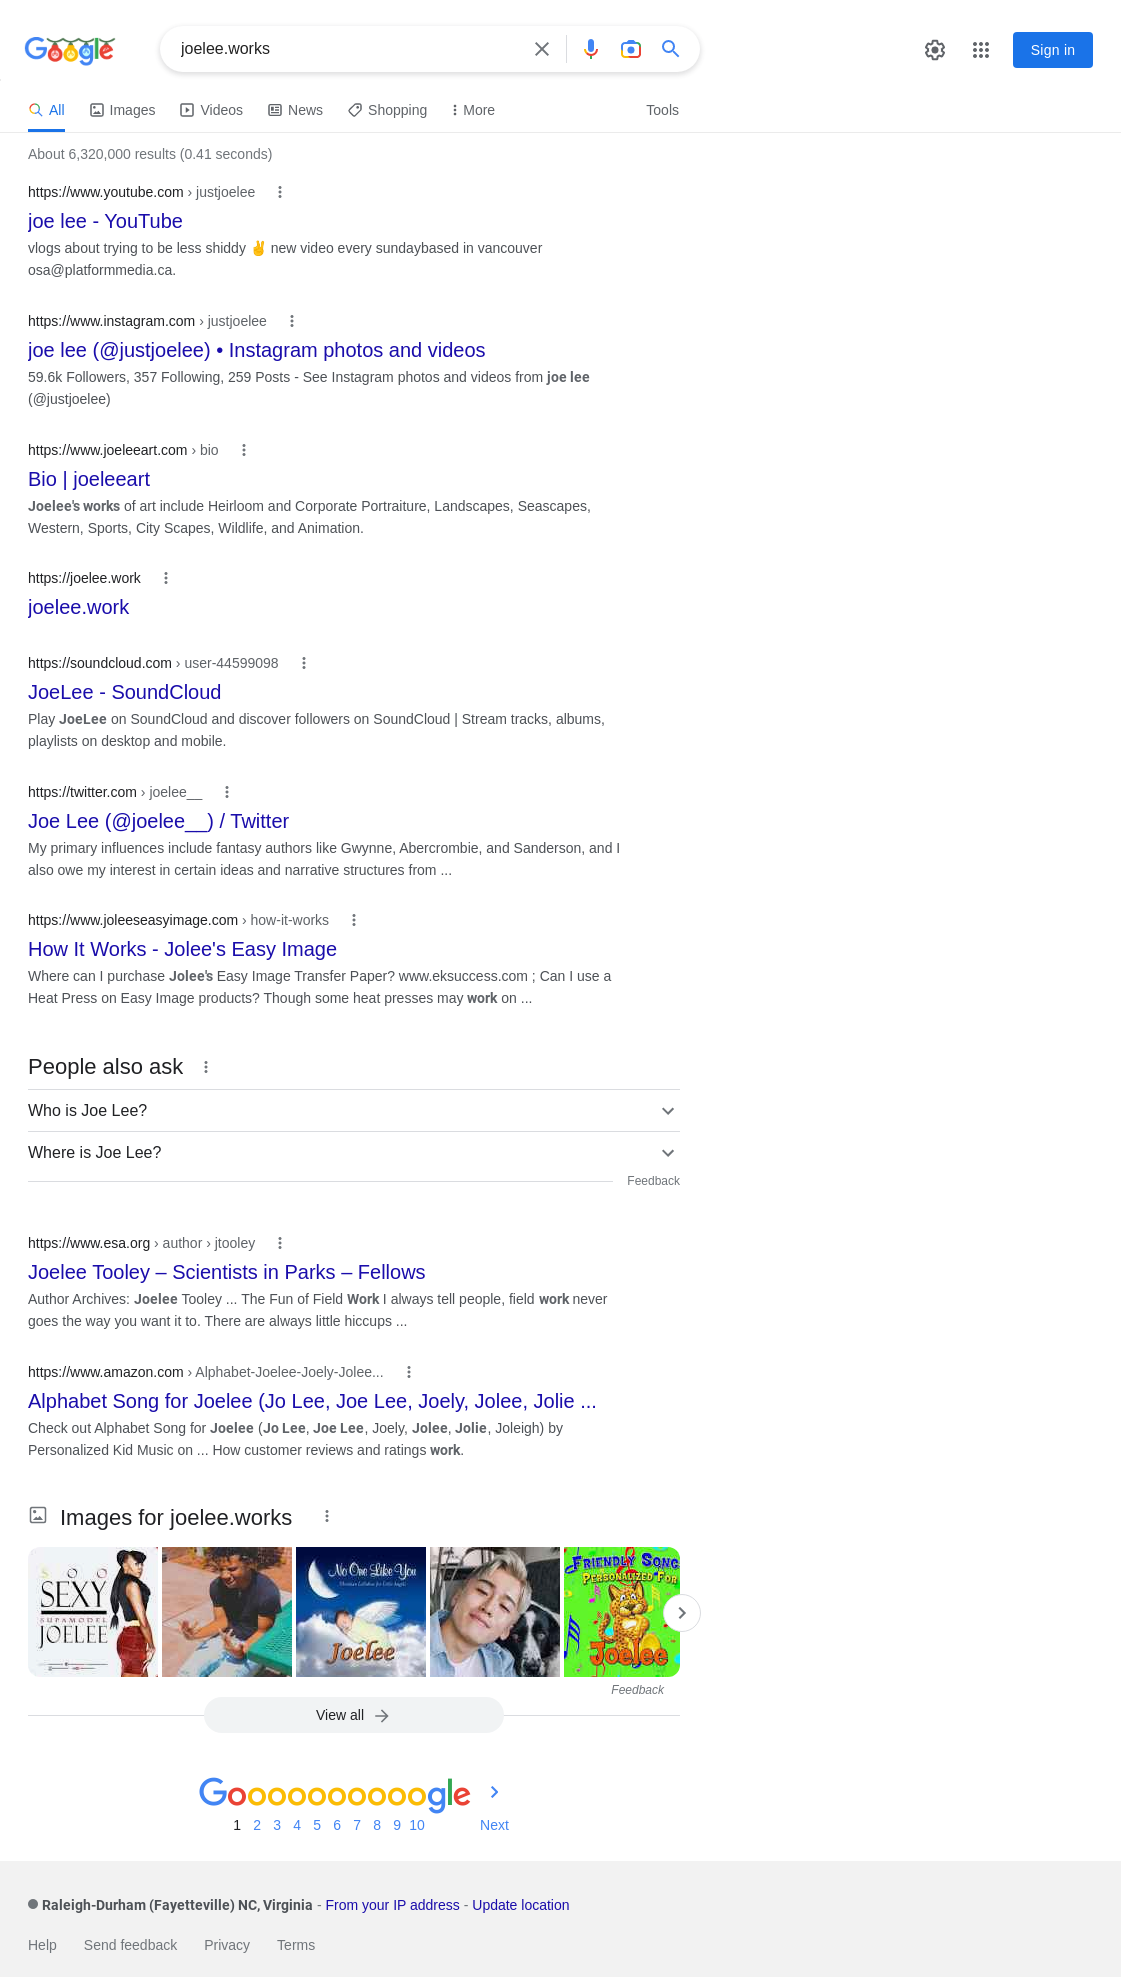 Google
joelee.works
Sign in
All
Images
Videos
News
Shopping
More
Tools
About 6,320,000 results (0.41 seconds)
https://www.youtube.com › justjoelee
joe lee - YouTube
vlogs about trying to be less shiddy ✌️ new video every sundaybased in vancouver
osa@platformmedia.ca.
https://www.instagram.com › justjoelee
joe lee (@justjoelee) • Instagram photos and videos
59.6k Followers, 357 Following, 259 Posts - See Instagram photos and videos from joe lee
(@justjoelee)
https://www.joeleeart.com › bio
Bio | joeleeart
Joelee's works of art include Heirloom and Corporate Portraiture, Landscapes, Seascapes,
Western, Sports, City Scapes, Wildlife, and Animation.
https://joelee.work
joelee.work
https://soundcloud.com › user-44599098
JoeLee - SoundCloud
Play JoeLee on SoundCloud and discover followers on SoundCloud | Stream tracks, albums,
playlists on desktop and mobile.
https://twitter.com › joelee__
Joe Lee (@joelee__) / Twitter
My primary influences include fantasy authors like Gwynne, Abercrombie, and Sanderson, and I
also owe my interest in certain ideas and narrative structures from ...
https://www.joleeseasyimage.com › how-it-works
How It Works - Jolee's Easy Image
Where can I purchase Jolee's Easy Image Transfer Paper? www.eksuccess.com ; Can I use a
Heat Press on Easy Image products? Though some heat presses may work on ...
People also ask
Who is Joe Lee?
Where is Joe Lee?
Feedback
https://www.esa.org › author › jtooley
Joelee Tooley – Scientists in Parks – Fellows
Author Archives: Joelee Tooley ... The Fun of Field Work I always tell people, field work never
goes the way you want it to. There are always little hiccups ...
https://www.amazon.com › Alphabet-Joelee-Joely-Jolee...
Alphabet Song for Joelee (Jo Lee, Joe Lee, Joely, Jolee, Jolie ...
Check out Alphabet Song for Joelee (Jo Lee, Joe Lee, Joely, Jolee, Jolie, Joleigh) by
Personalized Kid Music on ... How customer reviews and ratings work.
Images for joelee.works
SOO
SEXY
SUPAMODEL
JOELEE
No One Like You
Joelee
FRIENDLY SONG
PERSONALIZED FOR
Joelee
Feedback
View all
Goooooooooogle
1 2 3 4 5 6 7 8 9 10 Next
Raleigh-Durham (Fayetteville) NC, Virginia - From your IP address - Update location
Help Send feedback Privacy Terms